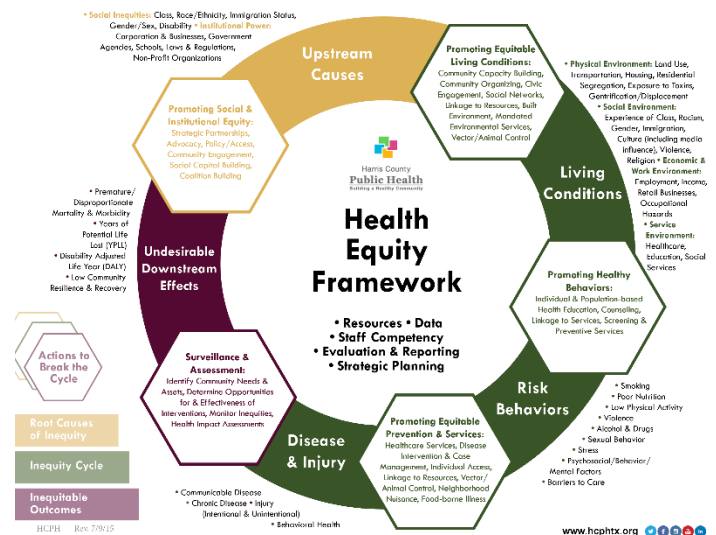 • Social Inequities: Class, Race/Ethnicity, Immigration Status,
Gender/Sex, Disability • Institutional Power:
Corporation & Businesses, Government
Agencies, Schools, Laws & Regulations,
Non-Profit Organizations
Upstream
Causes
Promoting Equitable
Living Conditions:
Community Capacity Building,
Community Organizing, Civic
Engagement, Social Networks,
Linkage to Resources, Built
Environment, Mandated
Environmental Services,
Vector/Animal Control
• Physical Environment: Land Use,
Transportation, Housing, Residential
Segregation, Exposure to Toxins,
Gentrification/Displacement
• Social Environment:
Experience of Class, Racism,
Gender, Immigration,
Culture (including media
influence), Violence,
Religion • Economic &
Work Environment:
Employment, Income,
Retail Businesses,
Occupational
Hazards
• Service
Environment:
Healthcare,
Education, Social
Services
Promoting Social &
Institutional Equity:
Strategic Partnerships,
Advocacy, Policy/Access,
Community Engagement,
Social Capital Building,
Coalition Building
Harris County
Public Health
Building a Healthy Community
Health
Equity
Framework
• Resources • Data
• Staff Competency
• Evaluation & Reporting
• Strategic Planning
Living
Conditions
• Premature/
Disproportionate
Mortality & Morbidity
• Years of
Potential Life
Lost (YPLL)
• Disability Adjusted
Life Year (DALY)
• Low Community
Resilience & Recovery
Undesirable
Downstream
Effects
Promoting Healthy
Behaviors:
Individual & Population-based
Health Education, Counseling,
Linkage to Services, Screening &
Preventive Services
Actions to
Break the
Cycle
Surveillance &
Assessment:
Identify Community Needs &
Assets, Determine Opportunities
for & Effectiveness of
Interventions, Monitor Inequities,
Health Impact Assessments
Risk
Behaviors
• Smoking
• Poor Nutrition
• Low Physical Activity
• Violence
• Alcohol & Drugs
• Sexual Behavior
• Stress
• Psychosocial/Behavior/
Mental Factors
• Barriers to Care
Root Causes
of Inequity
Inequity Cycle
Inequitable
Outcomes
HCPH Rev. 7/9/15
Disease
& Injury
Promoting Equitable
Prevention & Services:
Healthcare Services, Disease
Intervention & Case
Management, Individual Access,
Linkage to Resources, Vector/
Animal Control, Neighborhood
Nuisance, Food-borne Illness
• Communicable Disease
• Chronic Disease • Injury
(Intentional & Unintentional)
• Behavioral Health
www.hcphtx.org